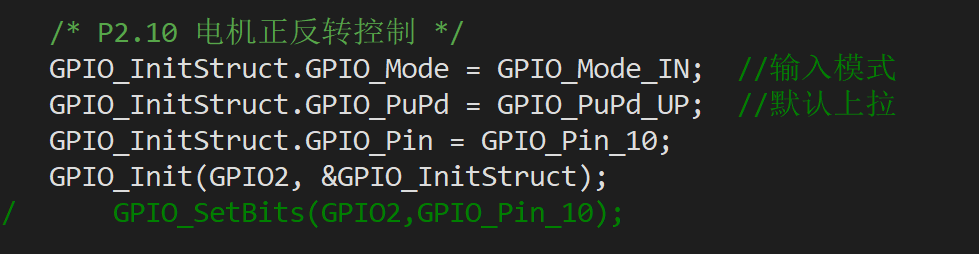 /* P2.10 电机正反转控制 */
GPIO_InitStruct.GPIO_Mode = GPIO_Mode_IN;  //输入模式
GPIO_InitStruct.GPIO_PuPd = GPIO_PuPd_UP;  //默认上拉
GPIO_InitStruct.GPIO_Pin = GPIO_Pin_10;
GPIO_Init(GPIO2, &GPIO_InitStruct);
/      GPIO_SetBits(GPIO2,GPIO_Pin_10);